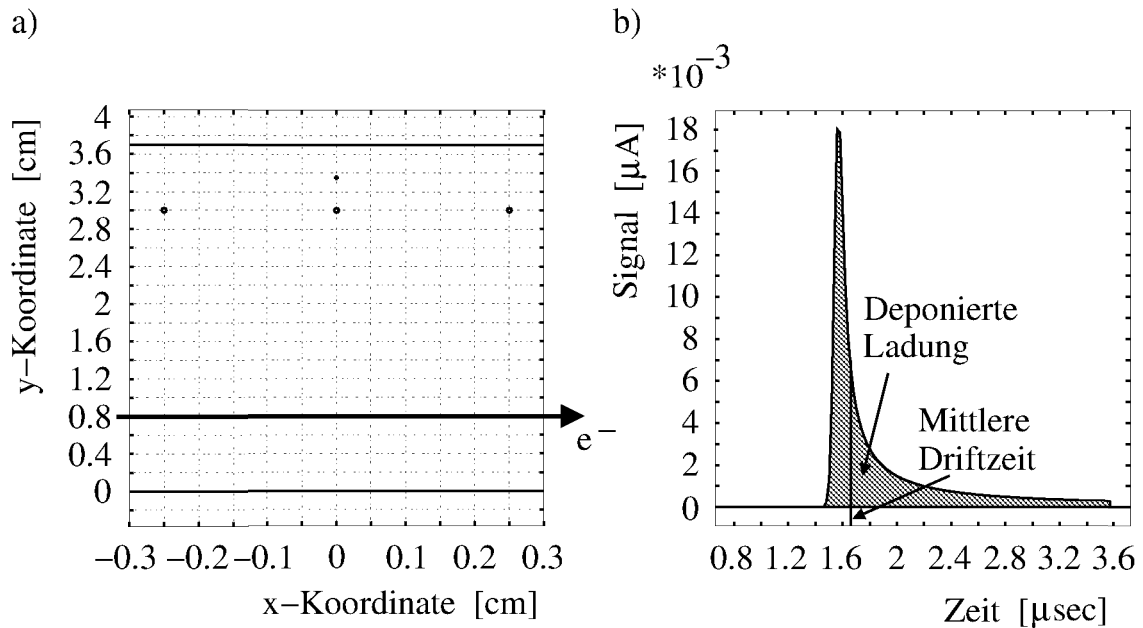 a)
y–Koordinate [cm]
4
3.6
3.2
2.8
2.4
2
1.6
1.2
0.8
0.4
0
e–
–0.3 –0.2 –0.1 0 0.1 0.2 0.3
x–Koordinate [cm]
b)
*10–3
Signal [μA]
18
16
14
12
10
8
6
4
2
0
Deponierte
Ladung
Mittlere
Driftzeit
0.8 1.2 1.6 2 2.4 2.8 3.2 3.6
Zeit [μsec]